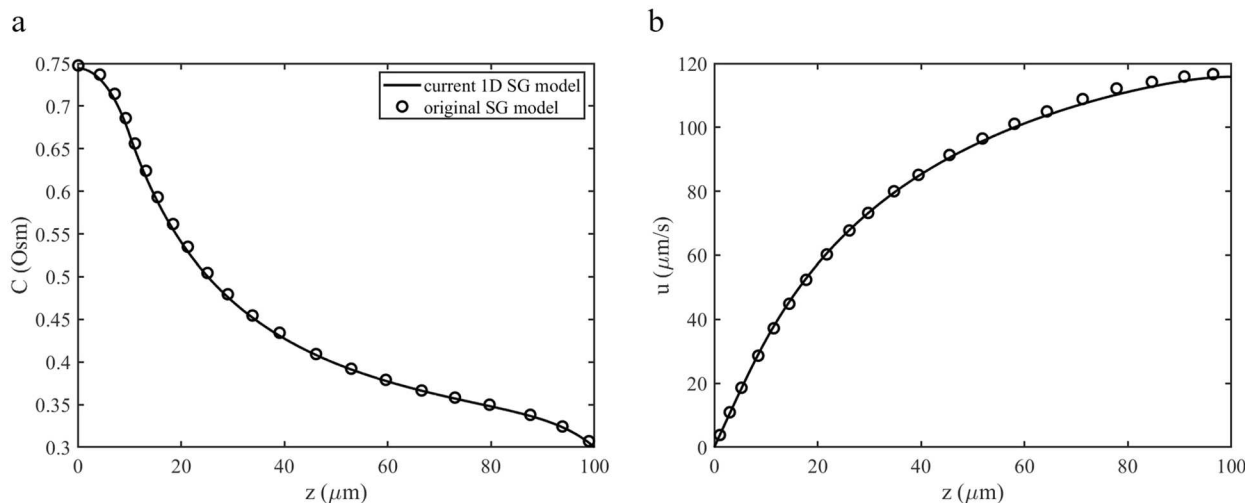 a
0.75
0.7
0.65
0.6
0.55
0.5
0.45
0.4
0.35
0.3
C (Osm)
0 20 40 60 80 100
z (μm)
current 1D SG model
original SG model
b
120
100
80
60
40
20
0
u (μm/s)
0 20 40 60 80 100
z (μm)